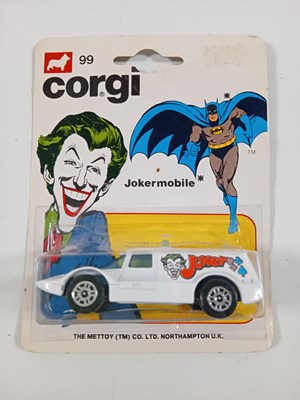 99
corgi®
Jokermobile*
TM
JOKER
THE METTOY (TM) CO. LTD. NORTHAMPTON U.K.